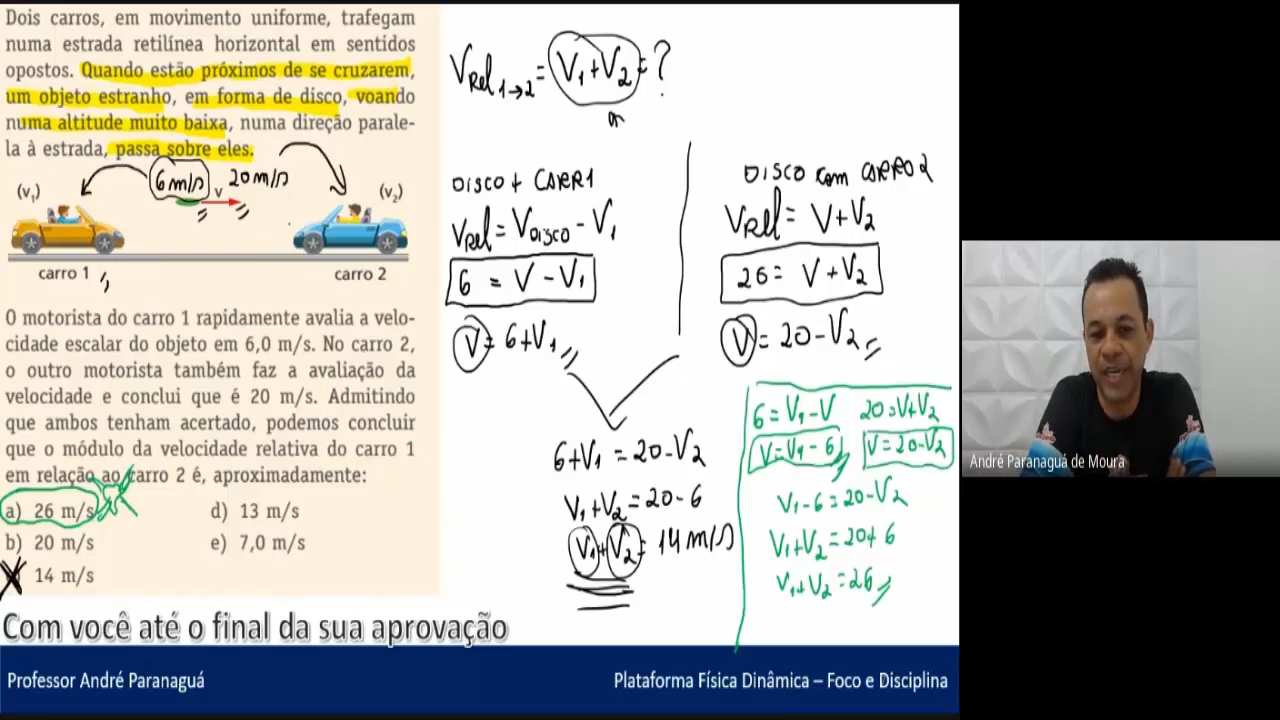 Dois carros, em movimento uniforme, trafegam
numa estrada retilínea horizontal em sentidos
opostos. Quando estão próximos de se cruzarem,
um objeto estranho, em forma de disco, voando
numa altitude muito baixa, numa direção parale-
la à estrada, passa sobre eles.
(v1) 6 m/s v 20 m/s (v2)
carro 1 carro 2
O motorista do carro 1 rapidamente avalia a velo-
cidade escalar do objeto em 6,0 m/s. No carro 2,
o outro motorista também faz a avaliação da
velocidade e conclui que é 20 m/s. Admitindo
que ambos tenham acertado, podemos concluir
que o módulo da velocidade relativa do carro 1
em relação ao carro 2 é, aproximadamente:
a) 26 m/s d) 13 m/s
b) 20 m/s e) 7,0 m/s
14 m/s
VRel 1→2 = V1+V2 = ?
DISCO + CARR1
VRel = VDISCO - V1
6 = V - V1
V = 6+V1
DISCO com CARRO 2
VRel = V+V2
26 = V+V2
V = 20-V2
6+V1 = 20-V2
V1+V2 = 20-6
V1+V2 = 14 m/s
6 = V1-V 20=V+V2
V=V1-6 V=20-V2
V1-6=20-V2
V1+V2=20+6
V1+V2=26
André Paranaguá de Moura
Com você até o final da sua aprovação
Professor André Paranaguá Plataforma Física Dinâmica – Foco e Disciplina